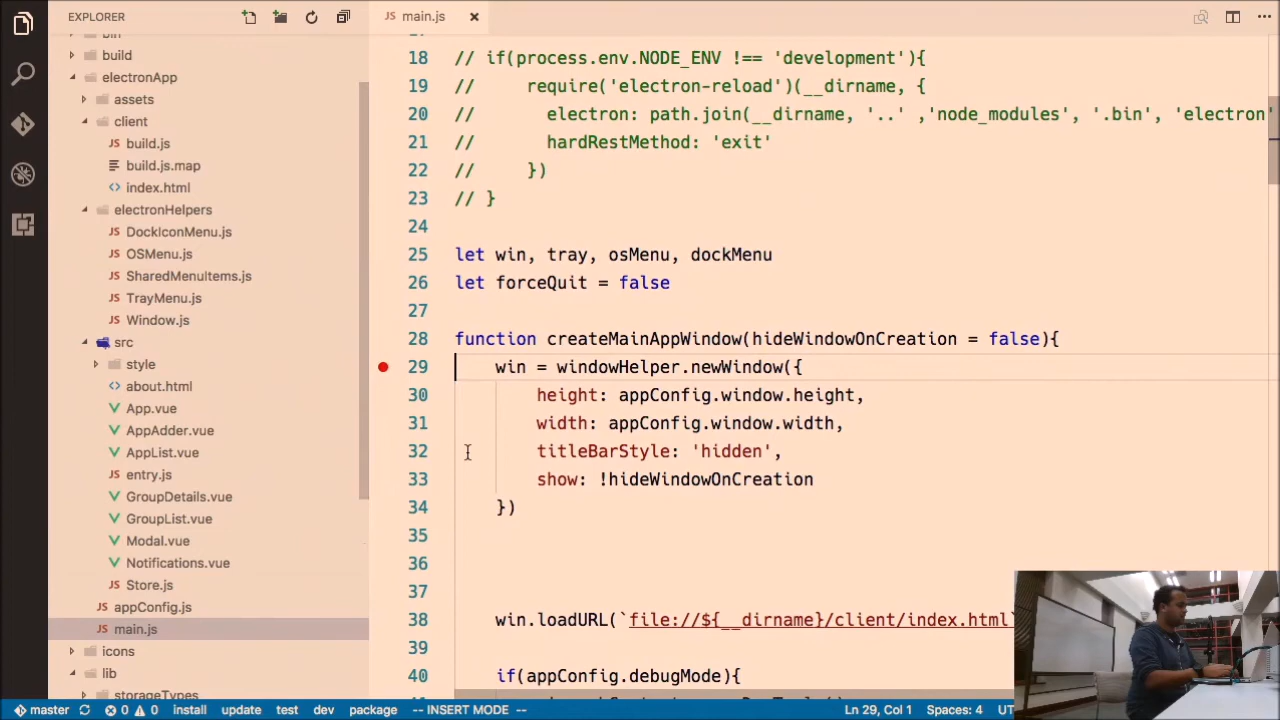 EXPLORER
bin
build
electronApp
assets
client
build.js
build.js.map
index.html
electronHelpers
DockIconMenu.js
OSMenu.js
SharedMenuItems.js
TrayMenu.js
Window.js
src
style
about.html
App.vue
AppAdder.vue
AppList.vue
entry.js
GroupDetails.vue
GroupList.vue
Modal.vue
Notifications.vue
Store.js
appConfig.js
main.js
icons
lib
storageTypes
main.js
18 // if(process.env.NODE_ENV !== 'development'){
19 //     require('electron-reload')(__dirname, {
20 //       electron: path.join(__dirname, '..' ,'node_modules', '.bin', 'electron'
21 //       hardRestMethod: 'exit'
22 //     })
23 // }
24
25 let win, tray, osMenu, dockMenu
26 let forceQuit = false
27
28 function createMainAppWindow(hideWindowOnCreation = false){
29     win = windowHelper.newWindow({
30         height: appConfig.window.height,
31         width: appConfig.window.width,
32         titleBarStyle: 'hidden',
33         show: !hideWindowOnCreation
34     })
35
36
37
38     win.loadURL(`file://${__dirname}/client/index.html`
39
40     if(appConfig.debugMode){
master 0 0 install update test dev package -- INSERT MODE -- Ln 29, Col 1 Spaces: 4